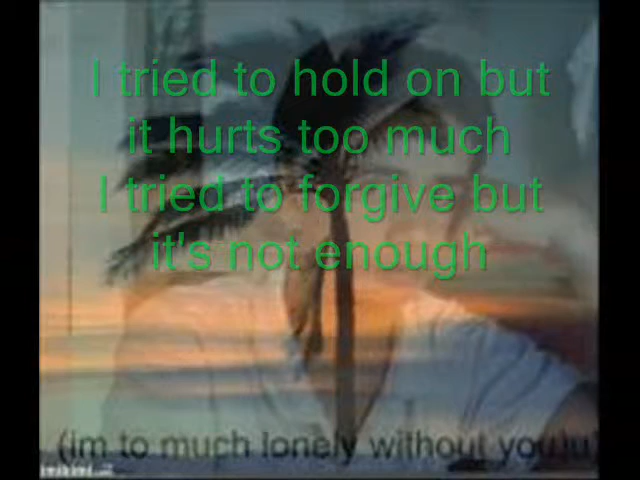 I tried to hold on but
it hurts too much
I tried to forgive but
it's not enough
(im to much lonely without you